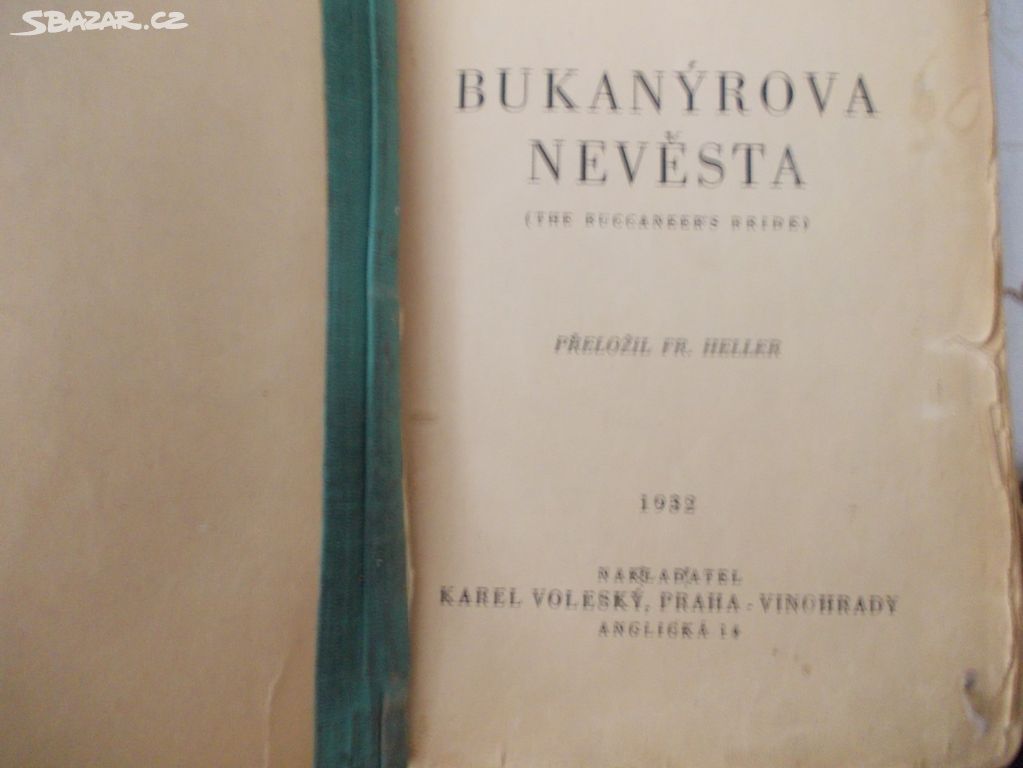 SBAZAR.CZ
BUKANÝROVA
NEVĚSTA
(THE BUCCANEER'S BRIDE)
PŘELOŽIL FR. HELLER
1932
NAKLADATEL
KAREL VOLESKÝ, PRAHA - VINOHRADY
ANGLICKÁ 14